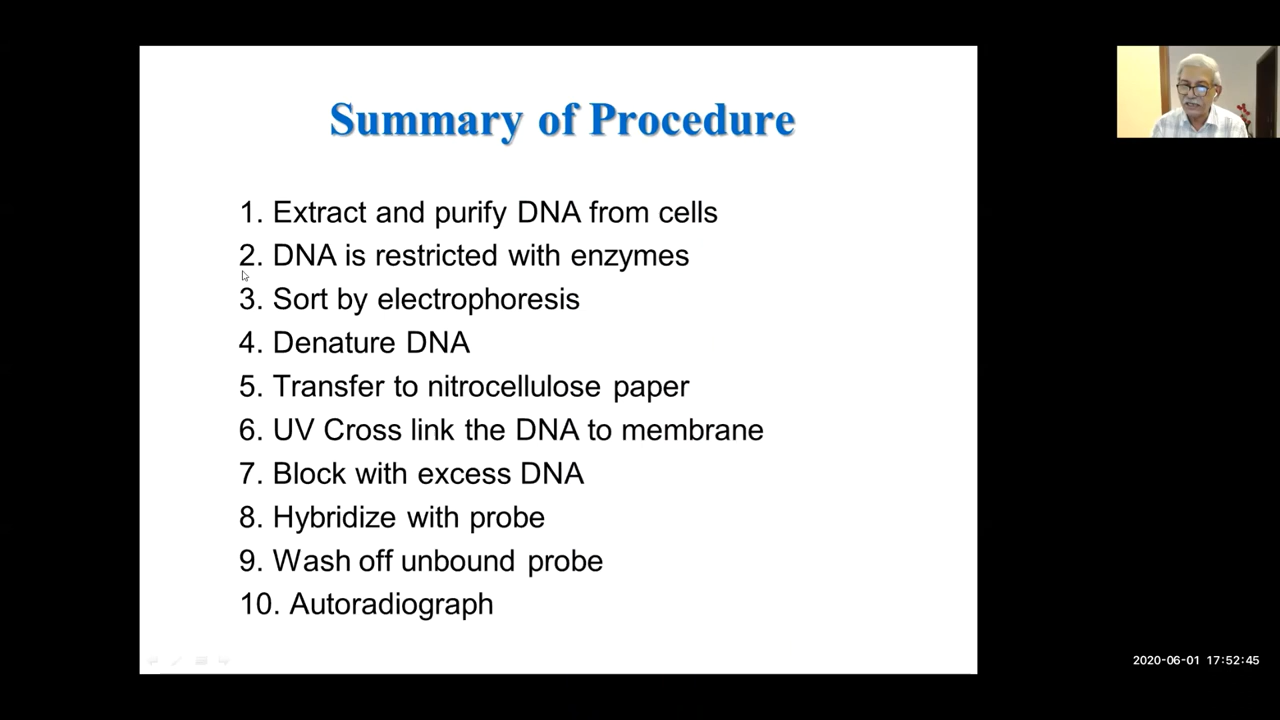 Summary of Procedure
1. Extract and purify DNA from cells
2. DNA is restricted with enzymes
3. Sort by electrophoresis
4. Denature DNA
5. Transfer to nitrocellulose paper
6. UV Cross link the DNA to membrane
7. Block with excess DNA
8. Hybridize with probe
9. Wash off unbound probe
10. Autoradiograph
2020-06-01 17:52:45